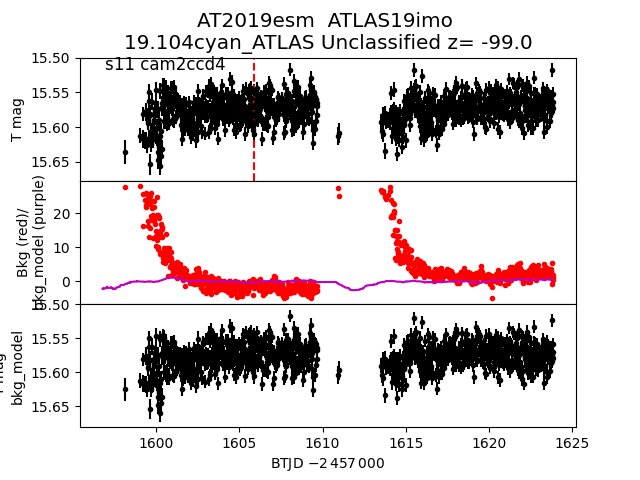 AT2019esm ATLAS19imo
19.104cyan_ATLAS Unclassified z= -99.0
s11 cam2ccd4
15.50
15.55
15.60
15.65
T mag
20
10
0
Bkg (red)/
bkg_model (purple)
15.50
15.55
15.60
15.65
mag
bkg_model
1600
1605
1610
1615
1620
1625
BTJD −2 457 000